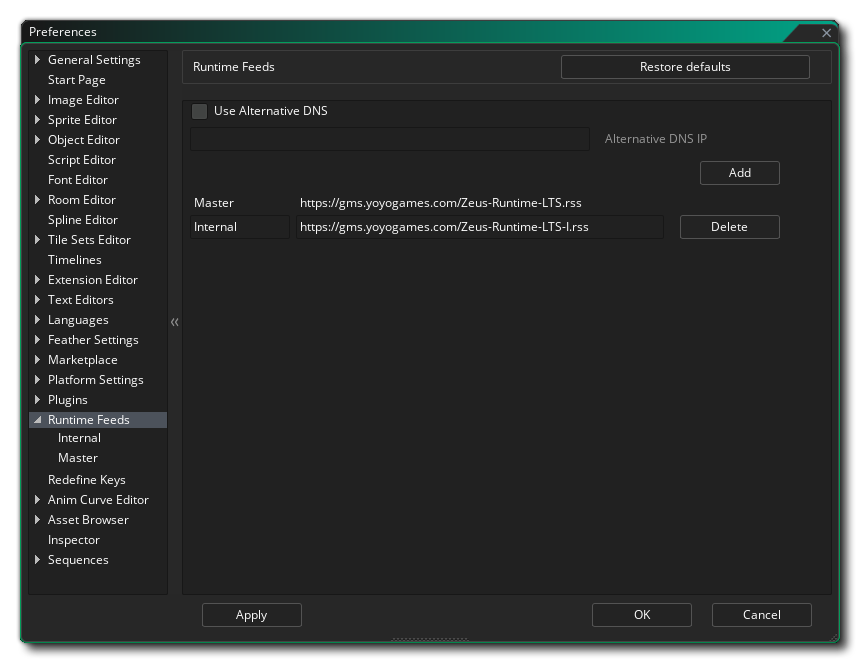 Preferences
General Settings
Start Page
Image Editor
Sprite Editor
Object Editor
Script Editor
Font Editor
Room Editor
Spline Editor
Tile Sets Editor
Timelines
Extension Editor
Text Editors
Languages
Feather Settings
Marketplace
Platform Settings
Plugins
Runtime Feeds
Internal
Master
Redefine Keys
Anim Curve Editor
Asset Browser
Inspector
Sequences
Runtime Feeds
Restore defaults
Use Alternative DNS
Alternative DNS IP
Add
Master https://gms.yoyogames.com/Zeus-Runtime-LTS.rss
Internal https://gms.yoyogames.com/Zeus-Runtime-LTS-I.rss Delete
Apply OK Cancel